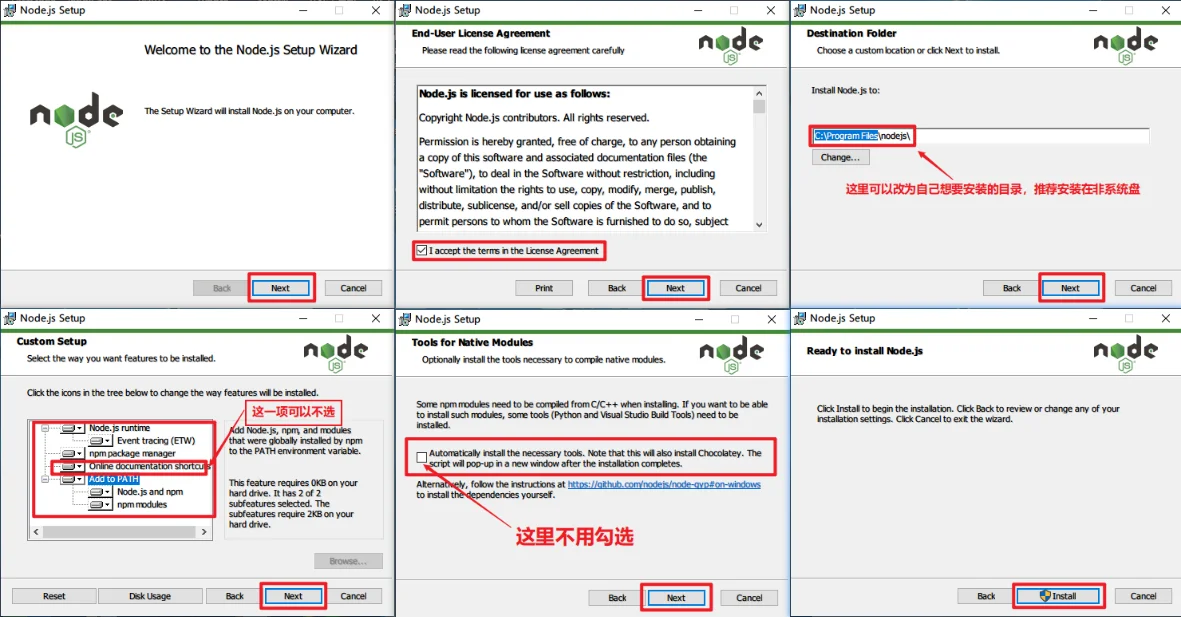 Node.js Setup
Welcome to the Node.js Setup Wizard
node
JS
The Setup Wizard will install Node.js on your computer.
Back
Next
Cancel
Node.js Setup
End-User License Agreement
Please read the following license agreement carefully
node
JS
Node.js is licensed for use as follows:
Copyright Node.js contributors. All rights reserved.
Permission is hereby granted, free of charge, to any person obtaining
a copy of this software and associated documentation files (the
"Software"), to deal in the Software without restriction, including
without limitation the rights to use, copy, modify, merge, publish,
distribute, sublicense, and/or sell copies of the Software, and to
permit persons to whom the Software is furnished to do so, subject
I accept the terms in the License Agreement
Print
Back
Next
Cancel
Node.js Setup
Destination Folder
Choose a custom location or click Next to install.
node
JS
Install Node.js to:
C:\Program Files\nodejs\
Change...
这里可以改为自己想要安装的目录，推荐安装在非系统盘
Back
Next
Cancel
Node.js Setup
Custom Setup
Select the way you want features to be installed.
node
JS
Click the icons in the tree below to change the way features will be installed.
这一项可以不选
Node.js runtime
Event tracing (ETW)
npm package manager
Online documentation shortcuts
Add to PATH
Node.js and npm
npm modules
Add Node.js, npm, and modules
that were globally installed by npm
to the PATH environment variable.
This feature requires 0KB on your
hard drive. It has 2 of 2
subfeatures selected. The
subfeatures require 2KB on your
hard drive.
Browse...
Reset
Disk Usage
Back
Next
Cancel
Node.js Setup
Tools for Native Modules
Optionally install the tools necessary to compile native modules.
node
JS
Some npm modules need to be compiled from C/C++ when installing. If you want to be able
to install such modules, some tools (Python and Visual Studio Build Tools) need to be
installed.
Automatically install the necessary tools. Note that this will also install Chocolatey. The
script will pop-up in a new window after the installation completes.
Alternatively, follow the instructions at https://github.com/nodejs/node-gyp#on-windows
to install the dependencies yourself.
这里不用勾选
Back
Next
Cancel
Node.js Setup
Ready to install Node.js
node
JS
Click Install to begin the installation. Click Back to review or change any of your
installation settings. Click Cancel to exit the wizard.
Back
Install
Cancel